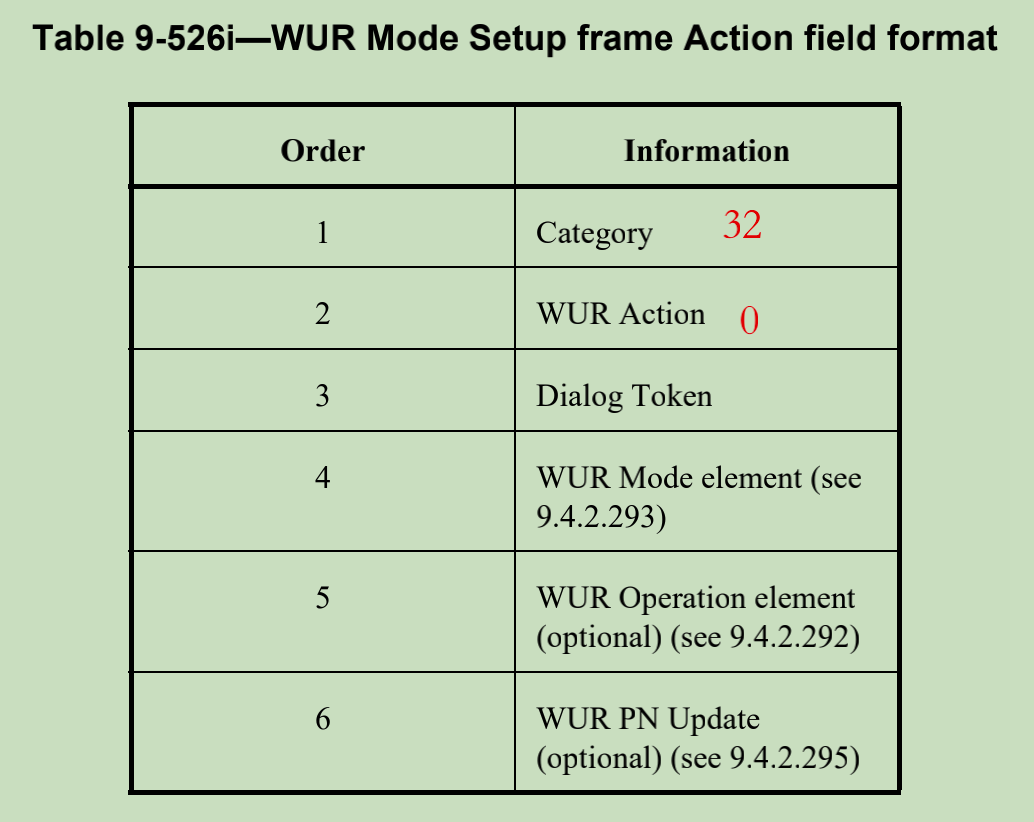 Table 9-526i—WUR Mode Setup frame Action field format
Order Information
1 Category 32
2 WUR Action 0
3 Dialog Token
4 WUR Mode element (see
9.4.2.293)
5 WUR Operation element
(optional) (see 9.4.2.292)
6 WUR PN Update
(optional) (see 9.4.2.295)